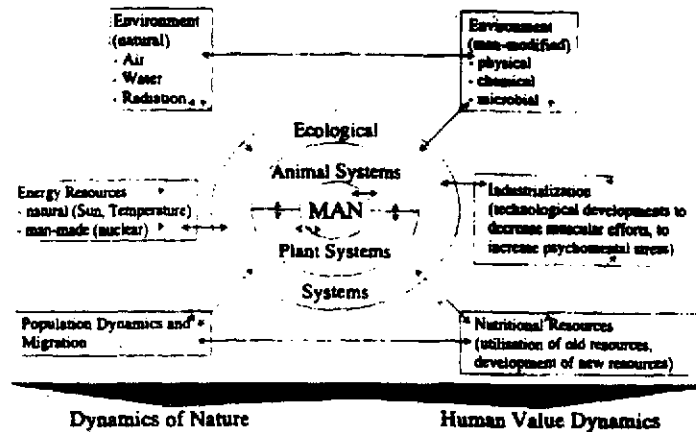 Environment
(natural)
- Air
- Water
- Radiation
Environment
(man-modified)
- physical
- chemical
- microbial
Ecological
Animal Systems
MAN
Plant Systems
Systems
Energy Resources
- natural (Sun, Temperature)
- man-made (nuclear)
Industrialization
(technological developments to
decrease muscular efforts, to
increase psychomental stress)
Population Dynamics and
Migration
Nutritional Resources
(utilisation of old resources,
development of new resources)
Dynamics of Nature
Human Value Dynamics